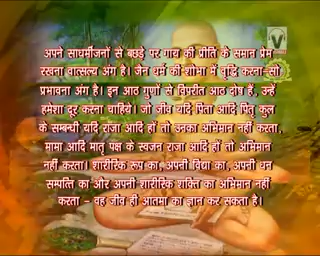 अपने साधर्मीजनों से बछड़े पर गाय की प्रीति के समान प्रेम
रखना वात्सल्य अंग है। जैन धर्म की शोभा में वृद्धि करना-सो
प्रभावना अंग है। इन आठ गुणों से विपरीत आठ दोष हैं, उन्हें
हमेशा दूर करना चाहिये। जो जीव यदि पिता आदि पितृ कुल
के सम्बन्धी यदि राजा आदि हों तो उनका अभिमान नहीं करता,
मामा आदि मातृ पक्ष के स्वजन राजा आदि हों तो अभिमान
नहीं करता। शारीरिक रूप का, अपनी विद्या का, अपनी धन
सम्पत्ति का और अपनी शारीरिक शक्ति का अभिमान नहीं
करता - वह जीव ही आतमा का ज्ञान कर सकता है।